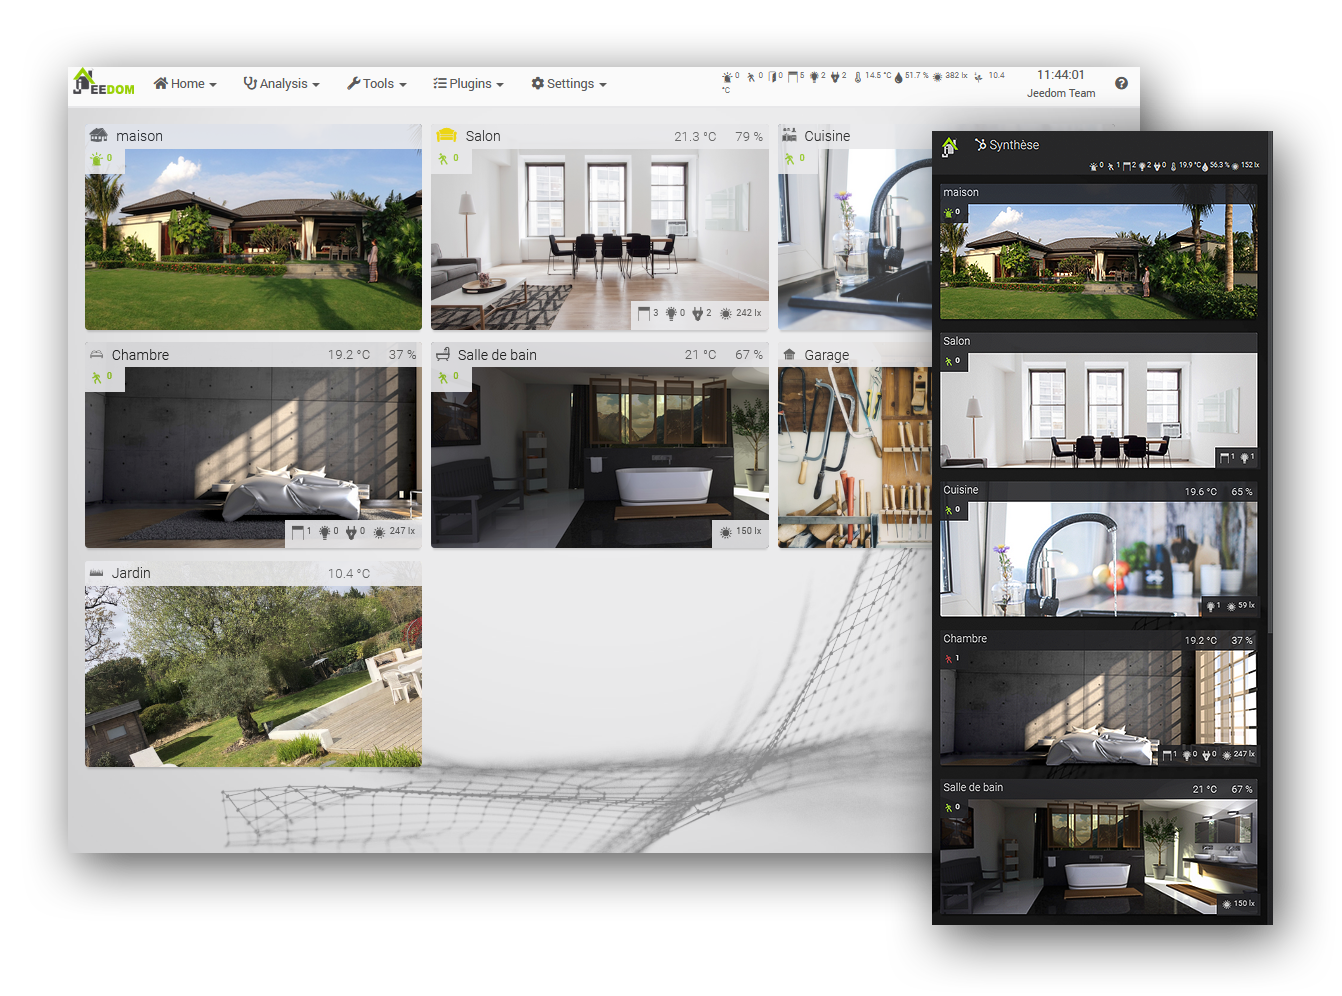 JEEDOM
Home Analysis Tools Plugins Settings
0 0 0 5 2 2 14.5 °C 51.7 % 382 lx 10.4
°C
11:44:01
Jeedom Team
maison
0
Salon 21.3 °C 79 %
0
3 0 2 242 lx
Cuisine
0
Chambre 19.2 °C 37 %
0
1 0 0 247 lx
Salle de bain 21 °C 67 %
0
150 lx
Garage
Jardin 10.4 °C
Synthèse
0 1 2 2 0 19.9 °C 56.3 % 152 lx
maison
0
Salon
0
1 1
Cuisine 19.6 °C 65 %
0
1 59 lx
Chambre 19.2 °C 37 %
1
1 0 0 247 lx
Salle de bain 21 °C 67 %
0
150 lx